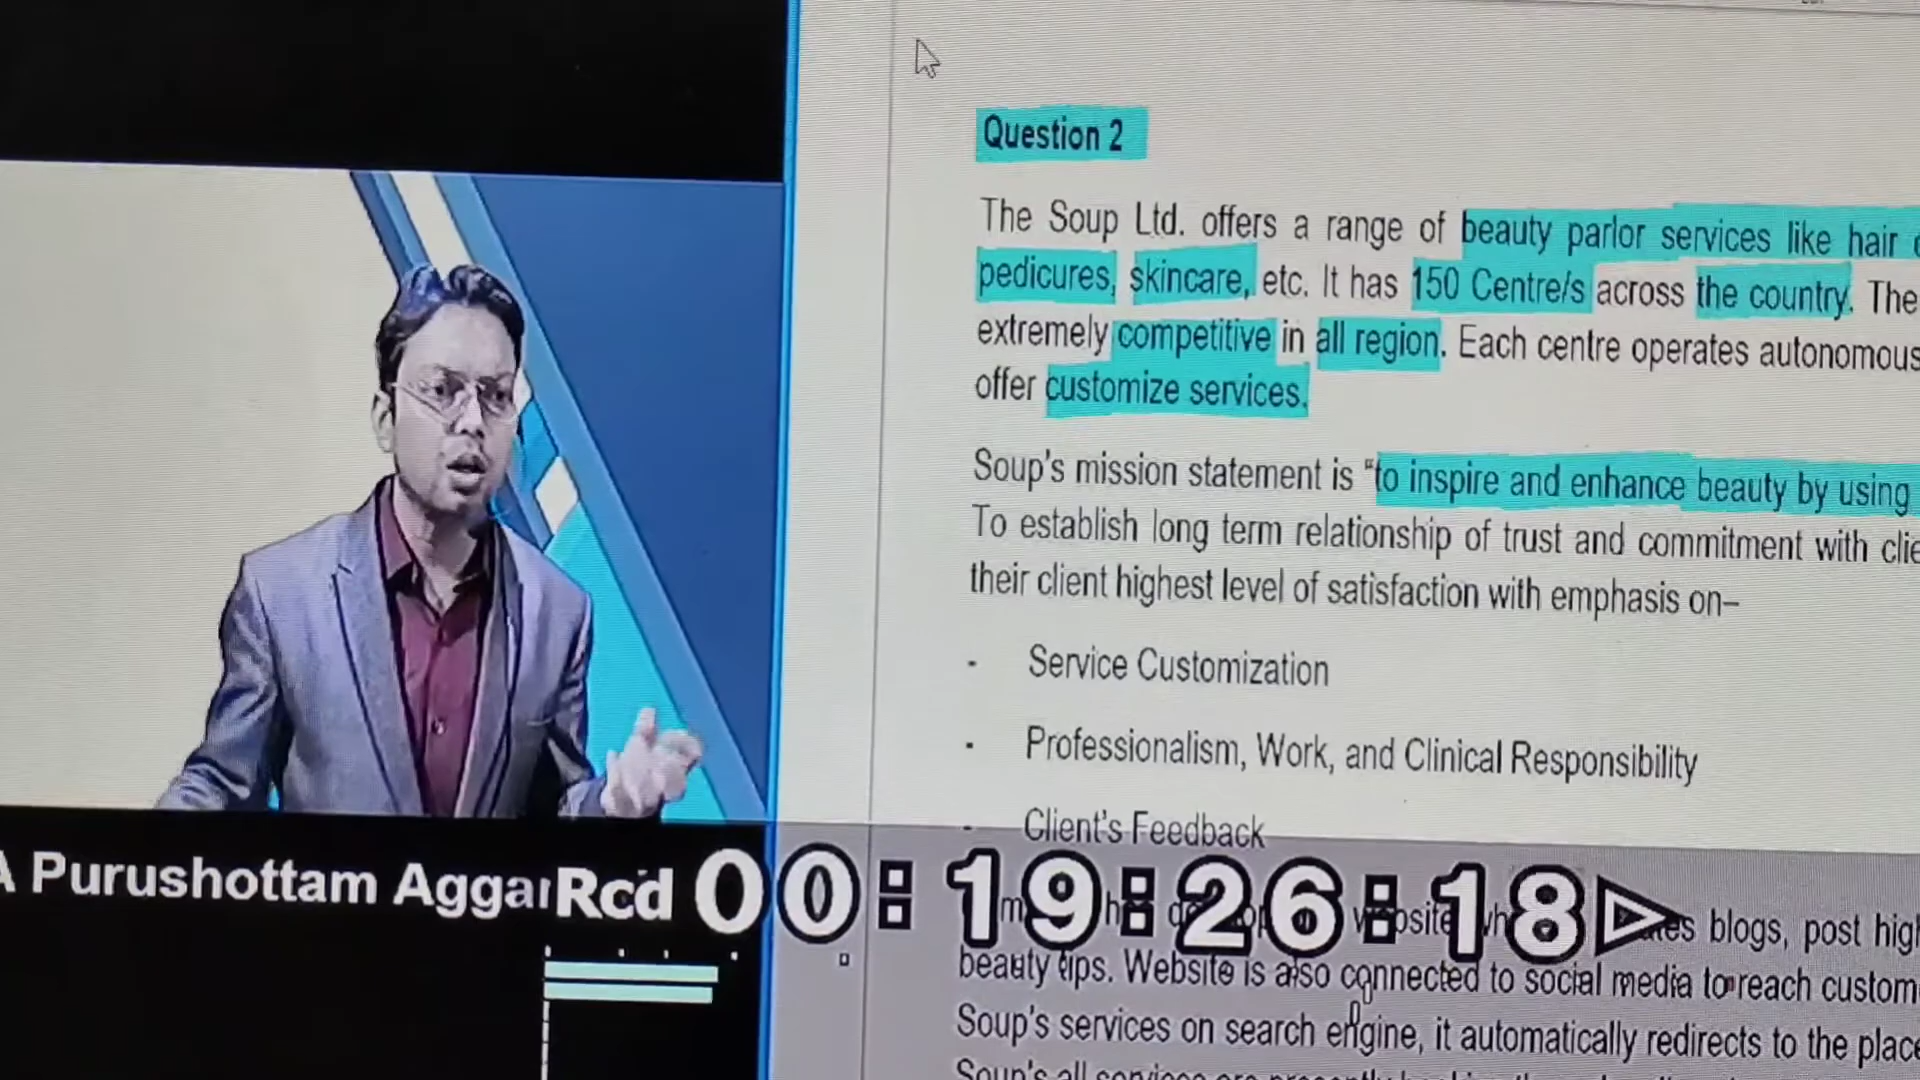 Question 2
The Soup Ltd. offers a range of beauty parlor services like hair
pedicures, skincare, etc. It has 150 Centre/s across the country. The
extremely competitive in all region. Each centre operates autonomous
offer customize services.
Soup's mission statement is "to inspire and enhance beauty by using
To establish long term relationship of trust and commitment with clie
their client highest level of satisfaction with emphasis on–
- Service Customization
- Professionalism, Work, and Clinical Responsibility
- Client's Feedback
A Purushottam Aggar
Rcd 00:19:26:18
blogs, post high
beauty tips. Website is also connected to social media to reach custom
Soup's services on search engine, it automatically redirects to the place
Soup's all services are